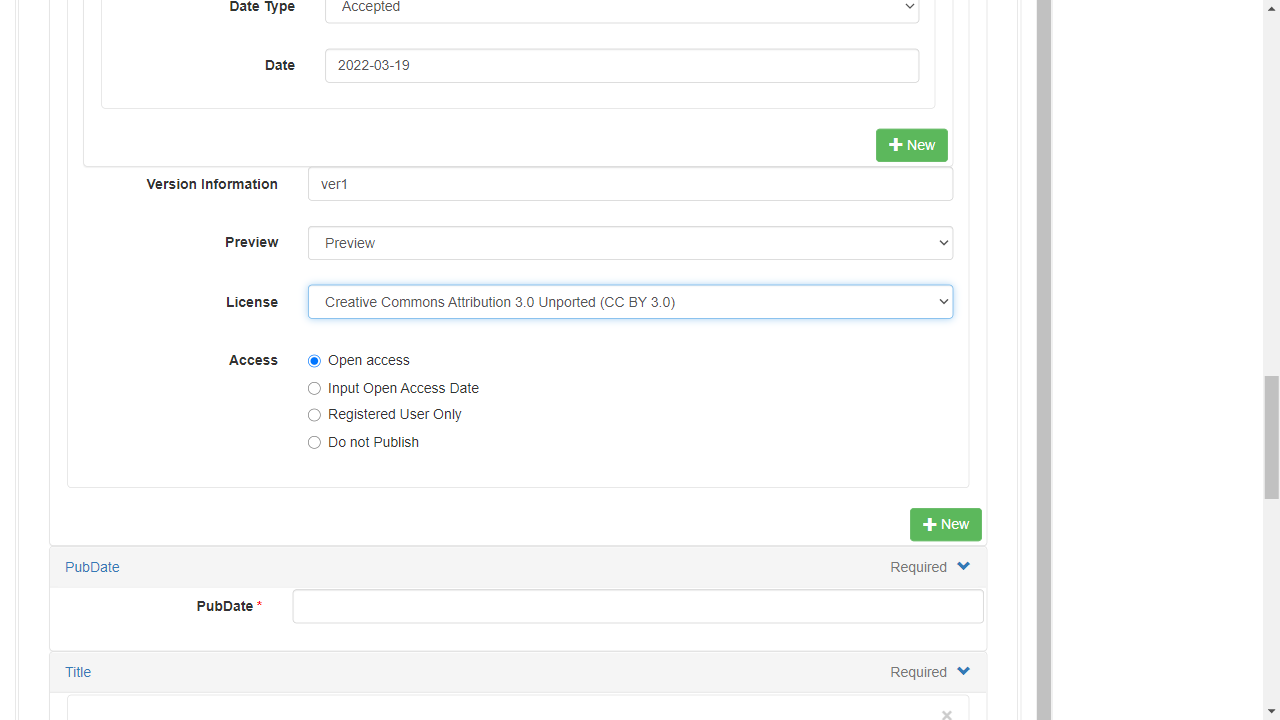 Date Type Accepted
Date 2022-03-19
New
Version Information ver1
Preview Preview
License Creative Commons Attribution 3.0 Unported (CC BY 3.0)
Access Open access
Input Open Access Date
Registered User Only
Do not Publish
New
PubDate Required
PubDate *
Title Required